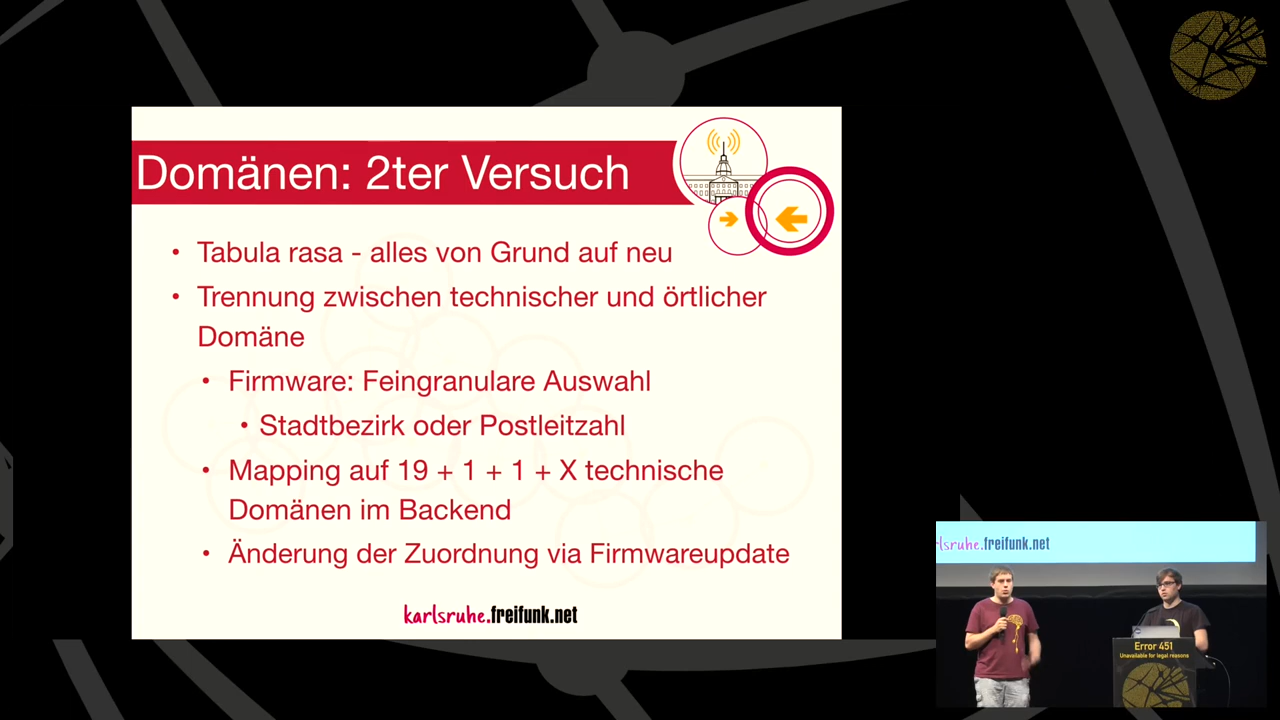 Domänen: 2ter Versuch
• Tabula rasa - alles von Grund auf neu
• Trennung zwischen technischer und örtlicher
Domäne
• Firmware: Feingranulare Auswahl
• Stadtbezirk oder Postleitzahl
• Mapping auf 19 + 1 + 1 + X technische
Domänen im Backend
• Änderung der Zuordnung via Firmwareupdate
karlsruhe.freifunk.net
lsruhe.freifunk.net
Error 451
Unavailable for legal reasons